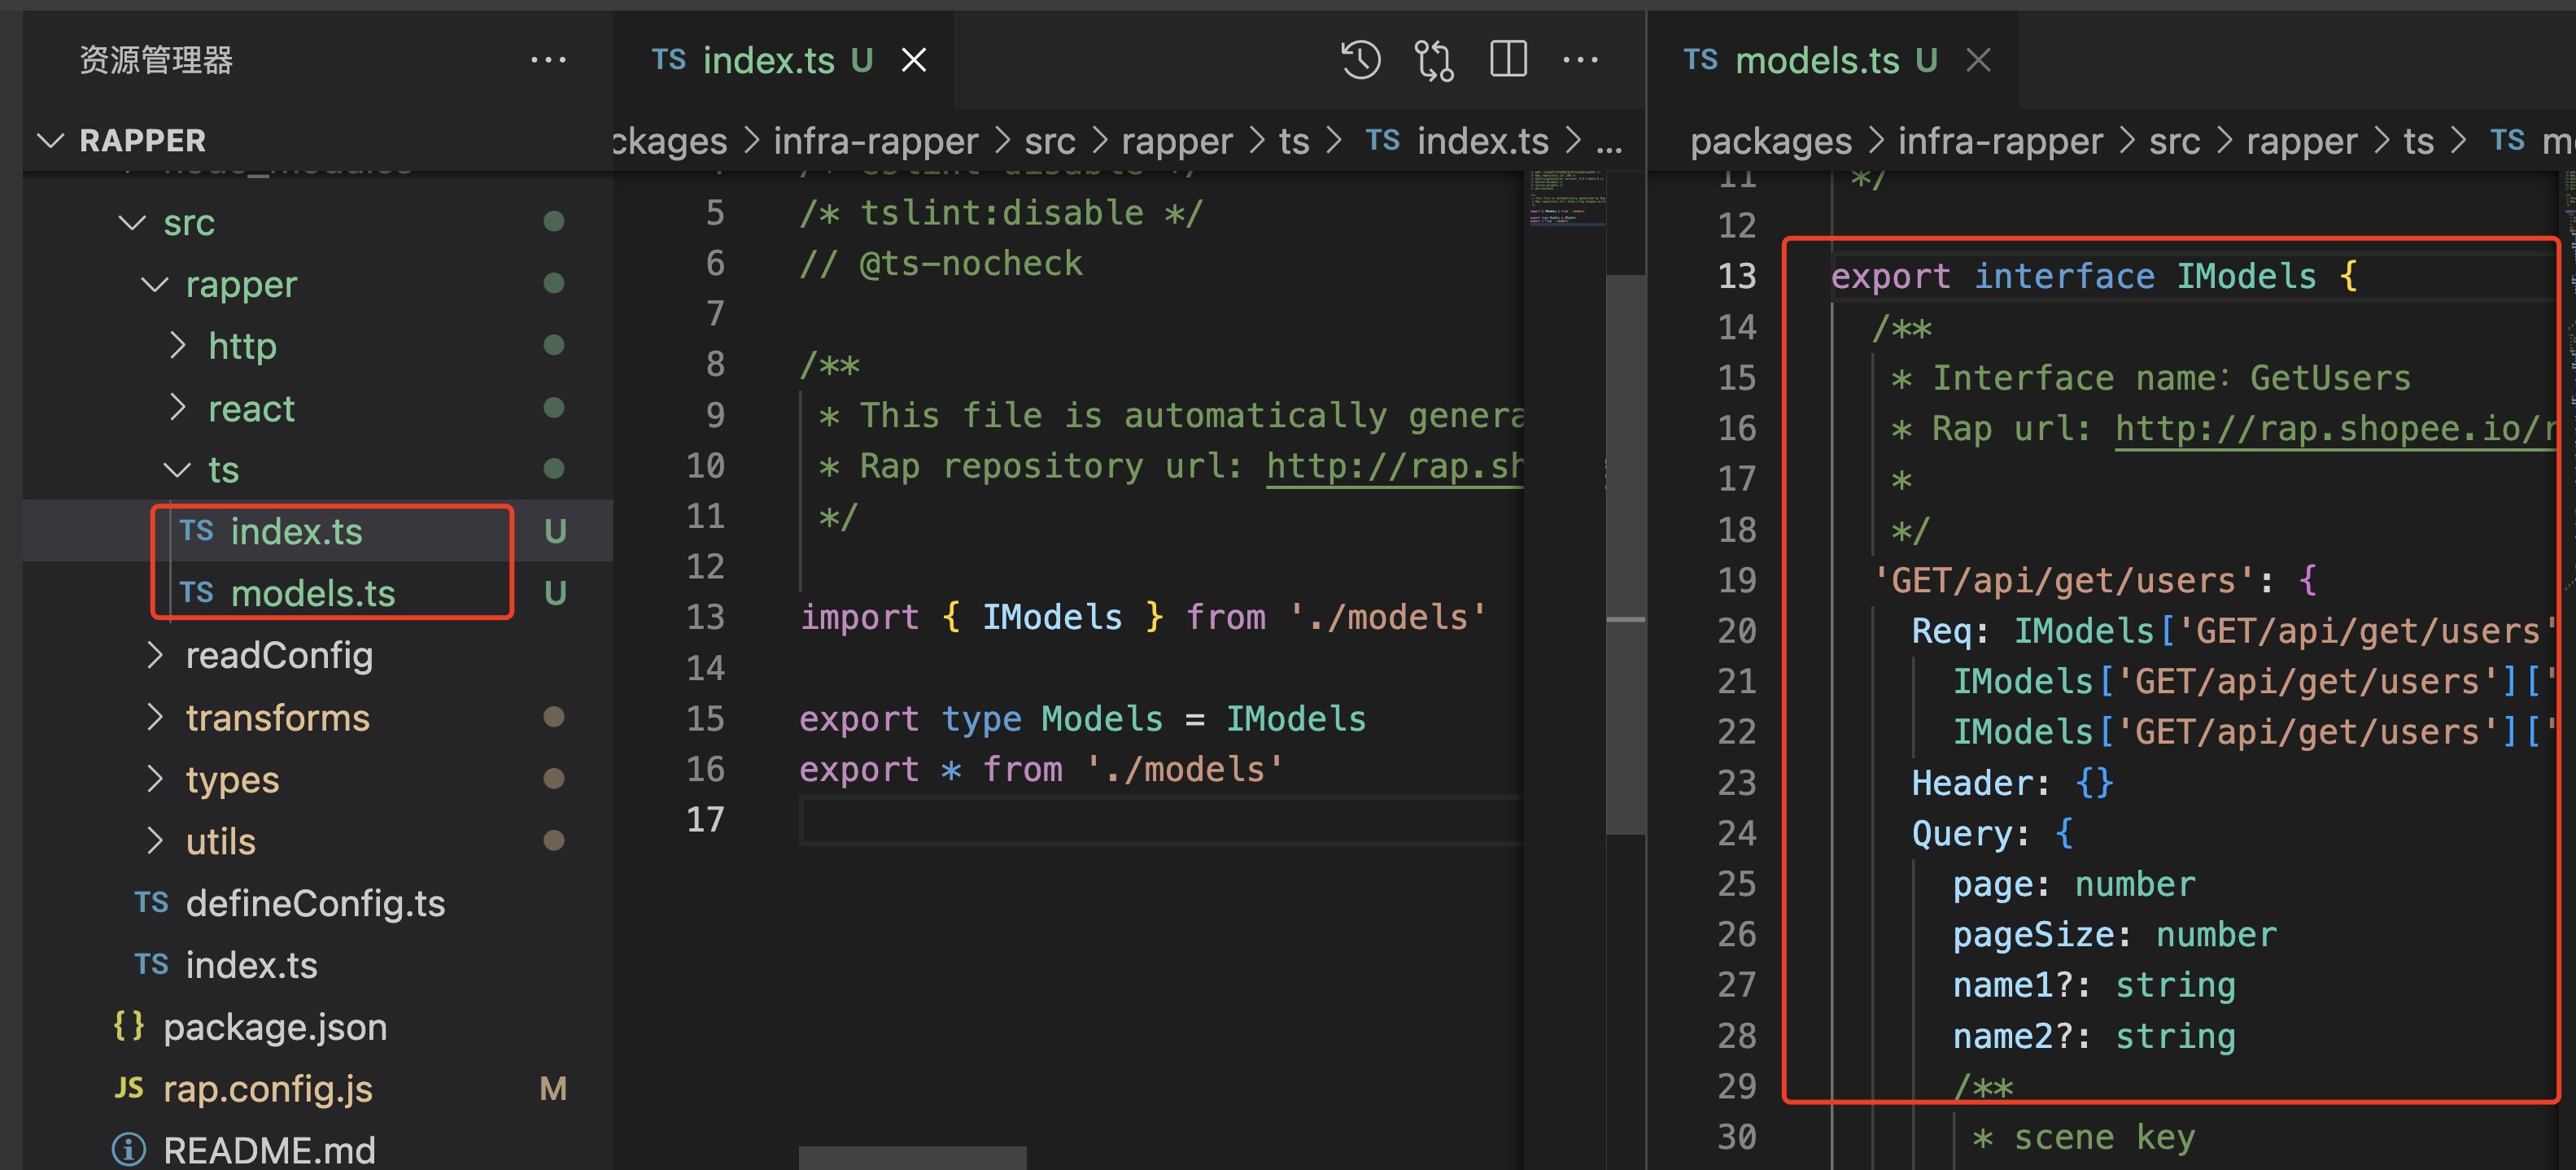 资源管理器
RAPPER
src
rapper
http
react
ts
TS index.ts U
TS models.ts U
readConfig
transforms
types
utils
TS defineConfig.ts
TS index.ts
{} package.json
JS rap.config.js M
README.md
TS index.ts U
ckages > infra-rapper > src > rapper > ts > TS index.ts > ...
5 /* tslint:disable */
6 // @ts-nocheck
7
8 /**
9 * This file is automatically genera
10 * Rap repository url: http://rap.sh
11 */
12
13 import { IModels } from './models'
14
15 export type Models = IModels
16 export * from './models'
17
TS models.ts U
packages > infra-rapper > src > rapper > ts > TS m
11 */
12
13 export interface IModels {
14 /**
15 * Interface name: GetUsers
16 * Rap url: http://rap.shopee.io/r
17 *
18 */
19 'GET/api/get/users': {
20 Req: IModels['GET/api/get/users'
21 IModels['GET/api/get/users']['
22 IModels['GET/api/get/users']['
23 Header: {}
24 Query: {
25 page: number
26 pageSize: number
27 name1?: string
28 name2?: string
29 /**
30 * scene key